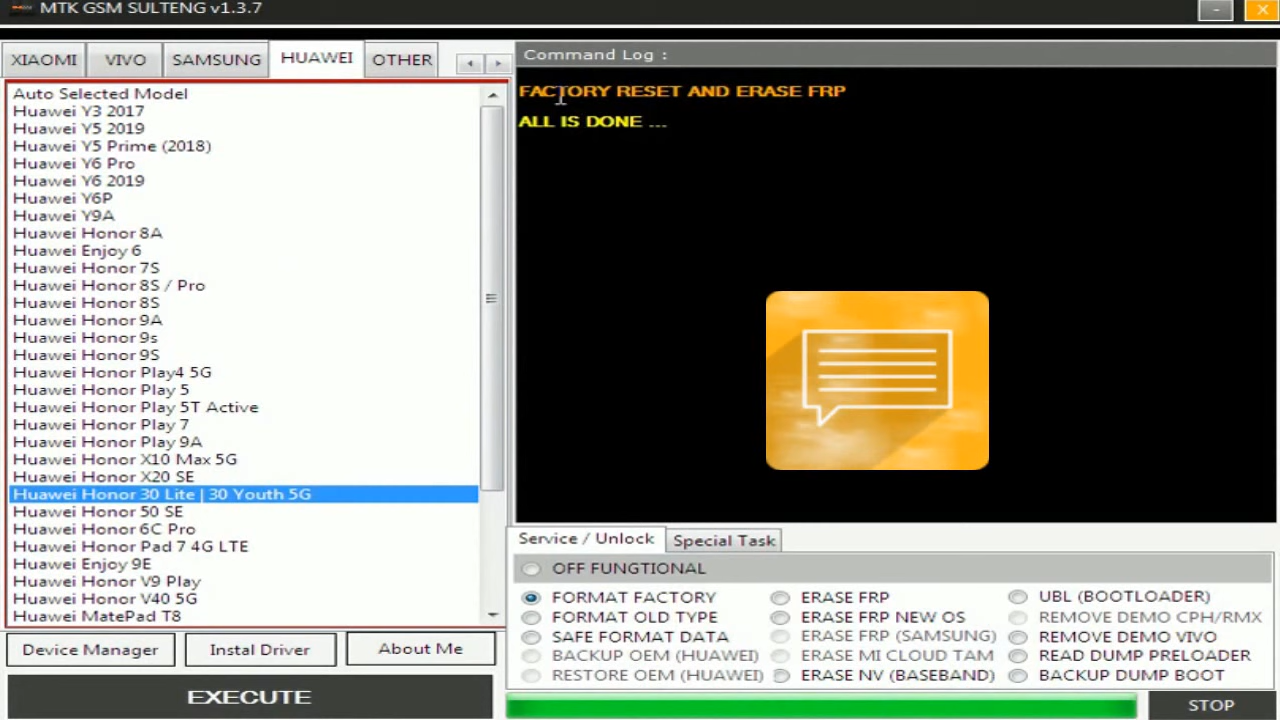 MTK GSM SULTENG v1.3.7
- X
XIAOMI VIVO SAMSUNG HUAWEI OTHER
Auto Selected Model
Huawei Y3 2017
Huawei Y5 2019
Huawei Y5 Prime (2018)
Huawei Y6 Pro
Huawei Y6 2019
Huawei Y6P
Huawei Y9A
Huawei Honor 8A
Huawei Enjoy 6
Huawei Honor 7S
Huawei Honor 8S / Pro
Huawei Honor 8S
Huawei Honor 9A
Huawei Honor 9s
Huawei Honor 9S
Huawei Honor Play4 5G
Huawei Honor Play 5
Huawei Honor Play 5T Active
Huawei Honor Play 7
Huawei Honor Play 9A
Huawei Honor X10 Max 5G
Huawei Honor X20 SE
Huawei Honor 30 Lite | 30 Youth 5G
Huawei Honor 50 SE
Huawei Honor 6C Pro
Huawei Honor Pad 7 4G LTE
Huawei Enjoy 9E
Huawei Honor V9 Play
Huawei Honor V40 5G
Huawei MatePad T8
Device Manager Instal Driver About Me
EXECUTE
Command Log :
FACTORY RESET AND ERASE FRP
ALL IS DONE ...
Service / Unlock Special Task
OFF FUNGTIONAL
FORMAT FACTORY ERASE FRP UBL (BOOTLOADER)
FORMAT OLD TYPE ERASE FRP NEW OS REMOVE DEMO CPH/RMX
SAFE FORMAT DATA ERASE FRP (SAMSUNG) REMOVE DEMO VIVO
BACKUP OEM (HUAWEI) ERASE MI CLOUD TAM READ DUMP PRELOADER
RESTORE OEM (HUAWEI) ERASE NV (BASEBAND) BACKUP DUMP BOOT
STOP